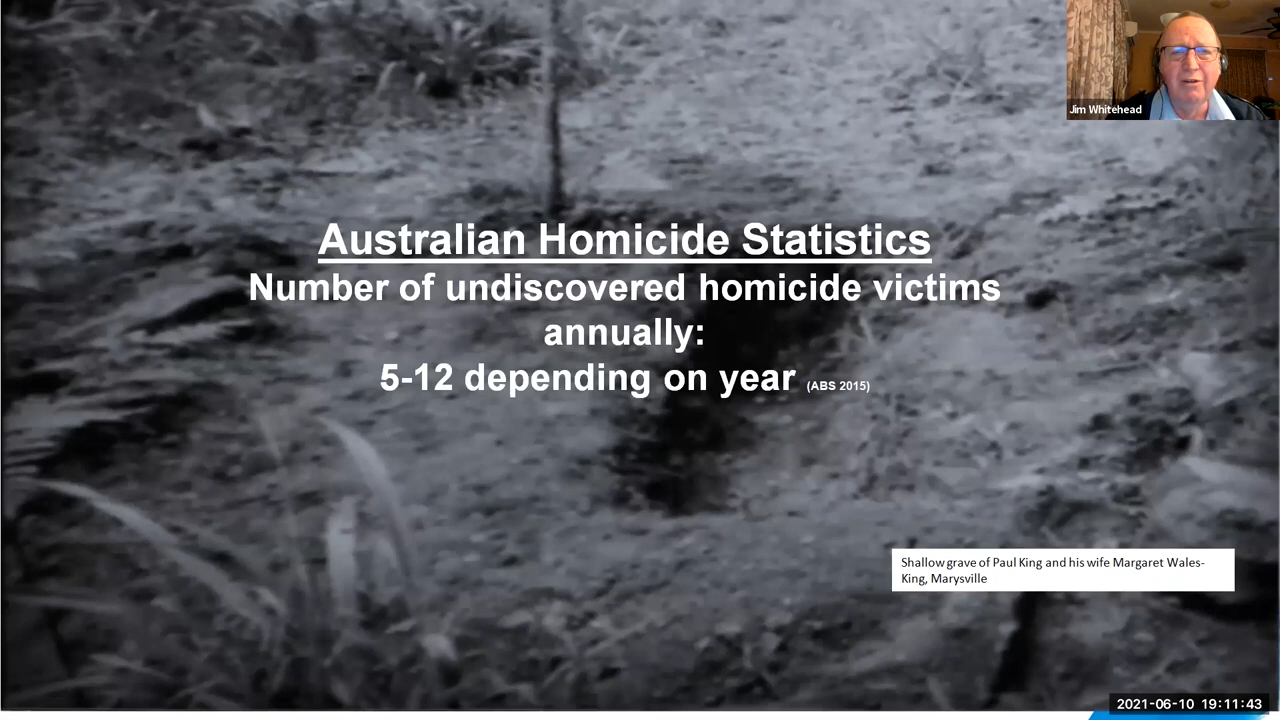 Jim Whitehead
Australian Homicide Statistics
Number of undiscovered homicide victims
annually:
5-12 depending on year (ABS 2015)
Shallow grave of Paul King and his wife Margaret Wales-
King, Marysville
2021-06-10 19:11:43